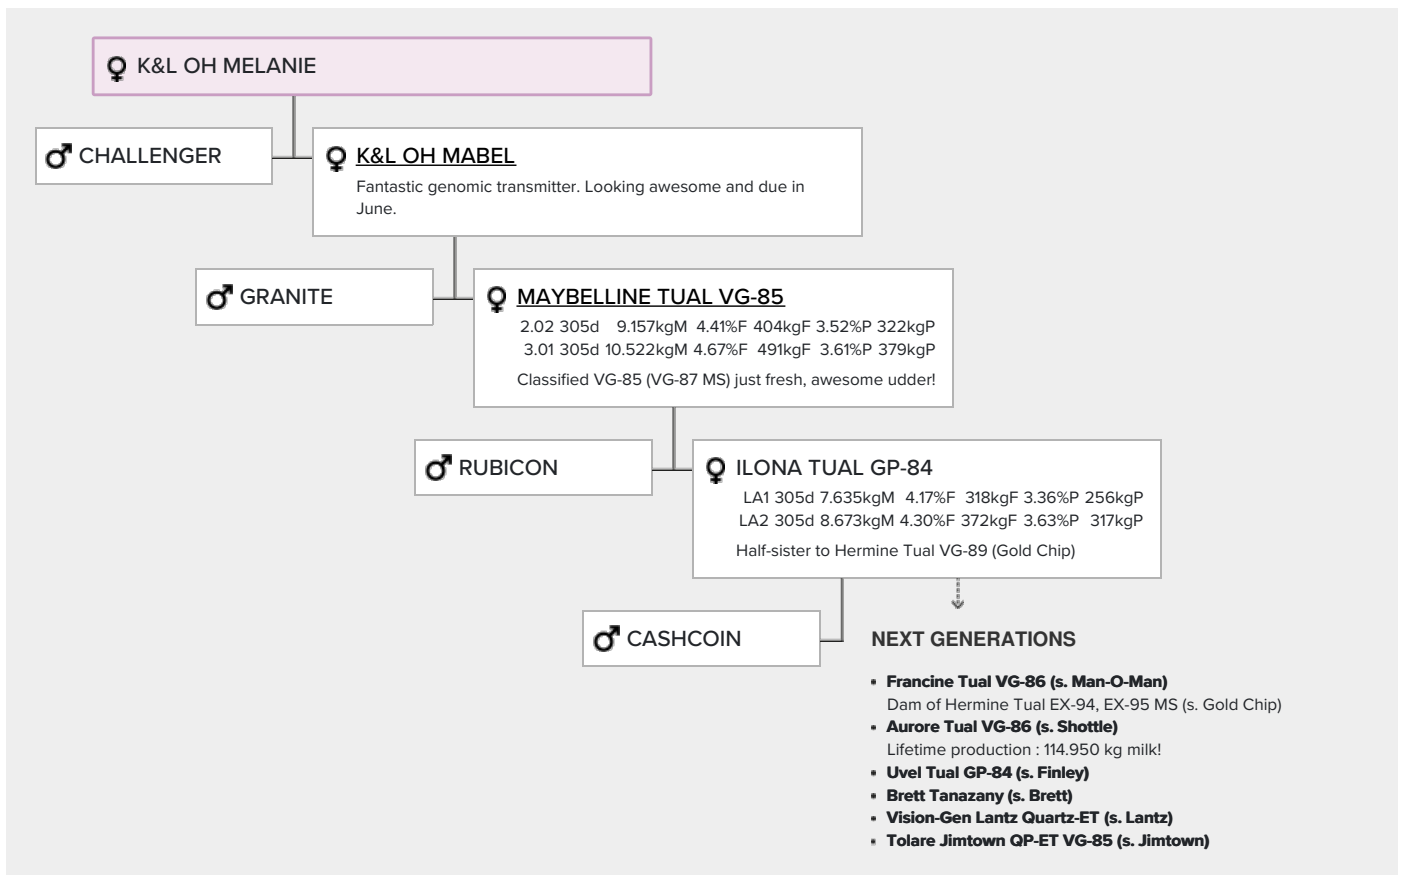 K&L OH MELANIE
CHALLENGER
K&L OH MABEL
Fantastic genomic transmitter. Looking awesome and due in
June.
GRANITE
MAYBELLINE TUAL VG-85
2.02 305d 9.157kgM 4.41%F 404kgF 3.52%P 322kgP
3.01 305d 10.522kgM 4.67%F 491kgF 3.61%P 379kgP
Classified VG-85 (VG-87 MS) just fresh, awesome udder!
RUBICON
ILONA TUAL GP-84
LA1 305d 7.635kgM 4.17%F 318kgF 3.36%P 256kgP
LA2 305d 8.673kgM 4.30%F 372kgF 3.63%P 317kgP
Half-sister to Hermine Tual VG-89 (Gold Chip)
CASHCOIN
NEXT GENERATIONS
Francine Tual VG-86 (s. Man-O-Man)
Dam of Hermine Tual EX-94, EX-95 MS (s. Gold Chip)
Aurore Tual VG-86 (s. Shottle)
Lifetime production : 114.950 kg milk!
Uvel Tual GP-84 (s. Finley)
Brett Tanazany (s. Brett)
Vision-Gen Lantz Quartz-ET (s. Lantz)
Tolare Jimtown QP-ET VG-85 (s. Jimtown)